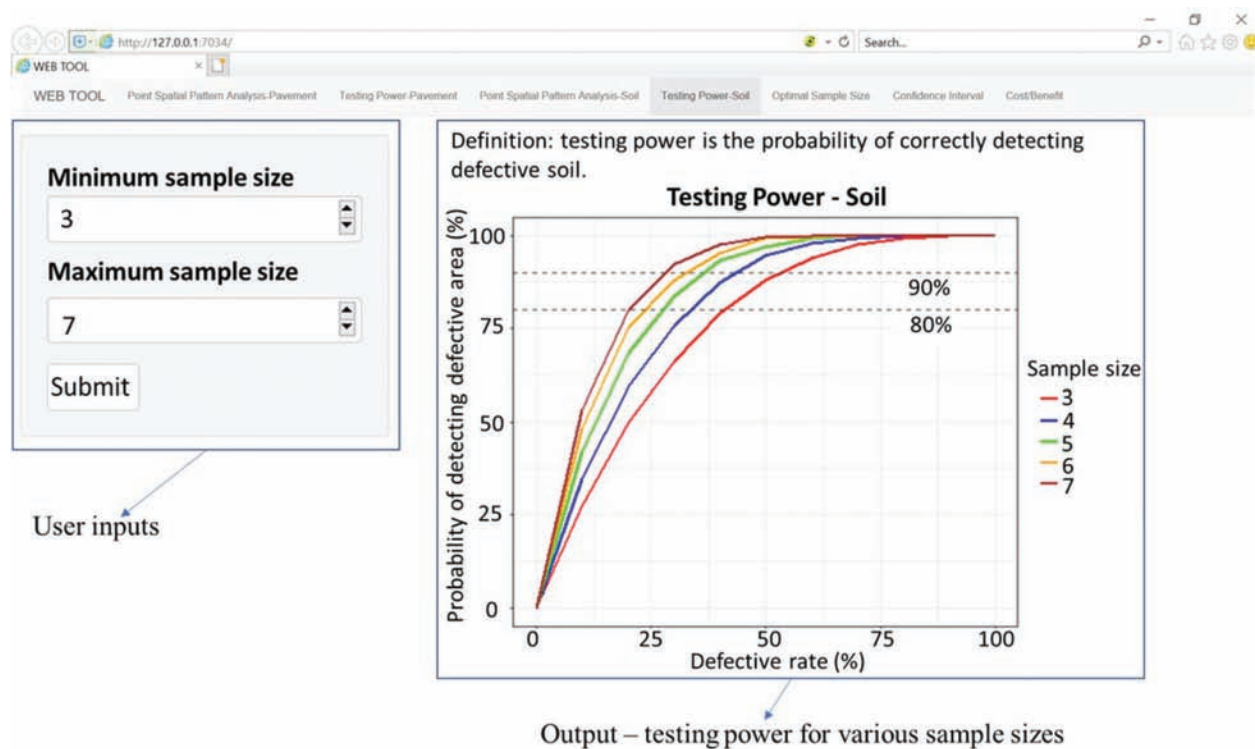 http://127.0.0.1:7034/
Search...
WEB TOOL
WEB TOOL Point Spatial Pattern Analysis-Pavement Testing Power-Pavement Point Spatial Pattern Analysis-Soil Testing Power-Soil Optimal Sample Size Confidence Interval Cost/Benefit
Minimum sample size
3
Maximum sample size
7
Submit
User inputs
Definition: testing power is the probability of correctly detecting
defective soil.
Testing Power - Soil
Probability of detecting defective area (%)
100
75
50
25
0
90%
80%
0 25 50 75 100
Defective rate (%)
Sample size
3
4
5
6
7
Output – testing power for various sample sizes